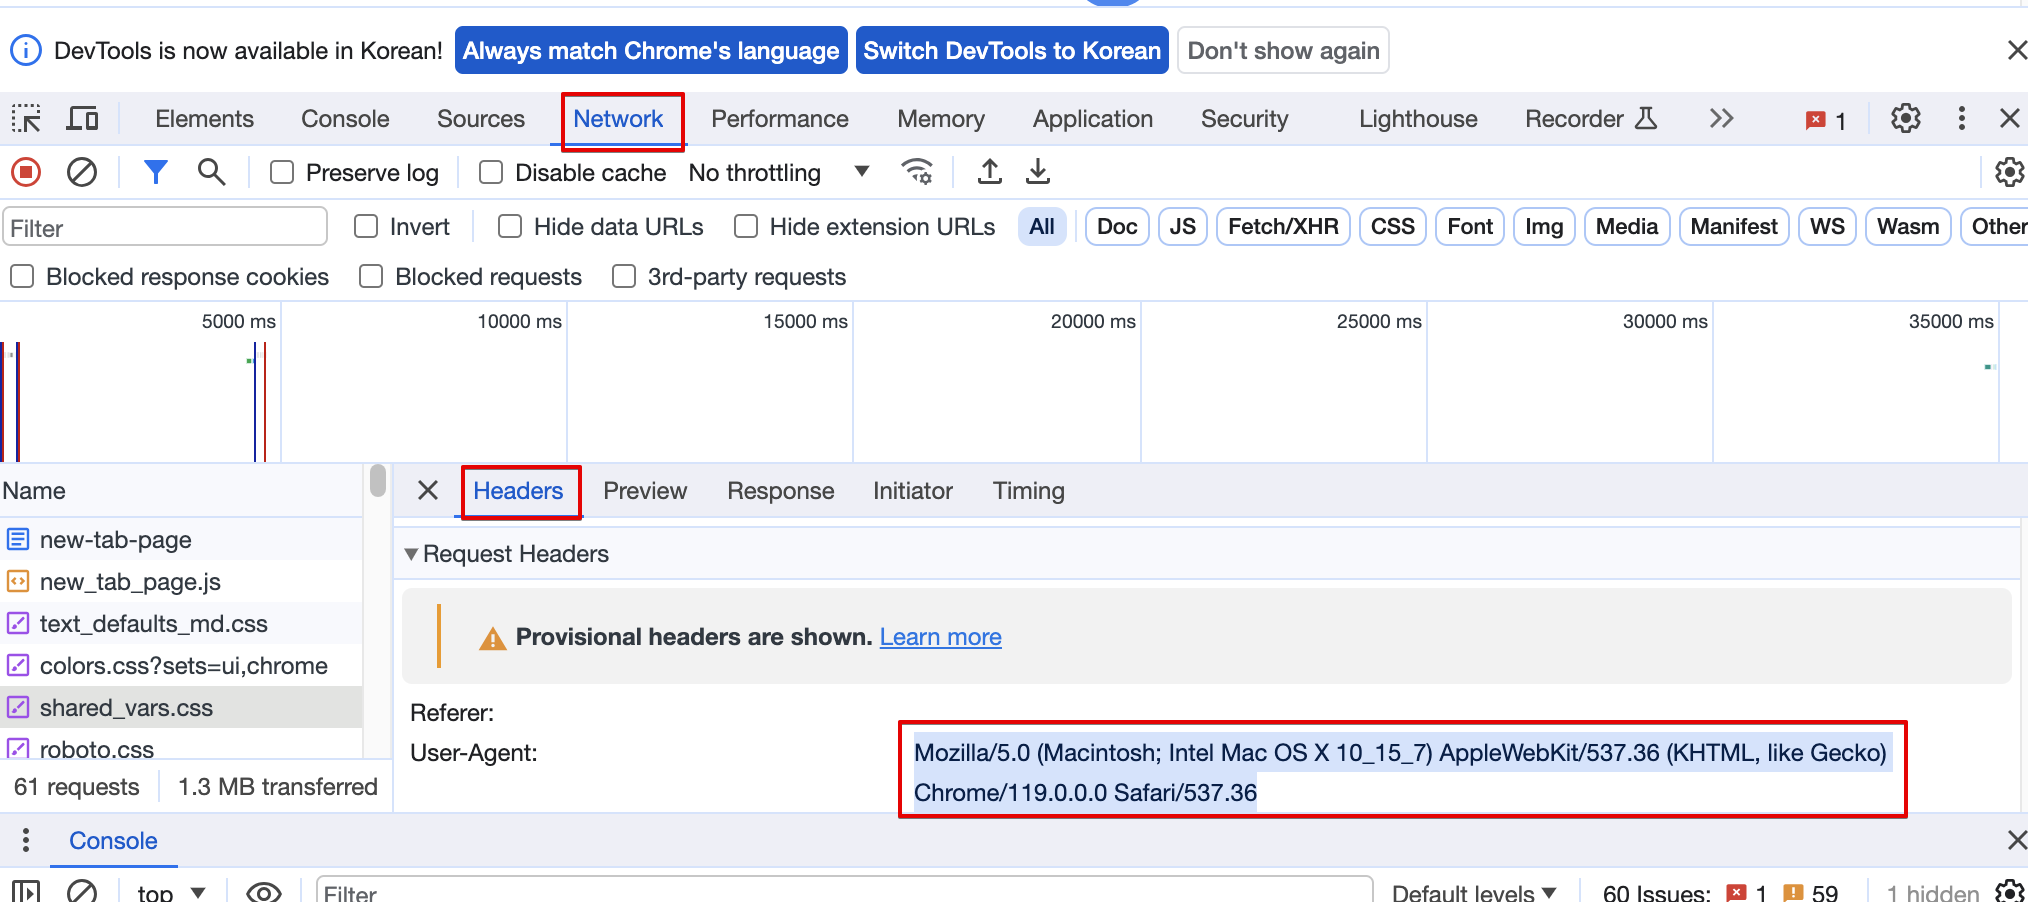 DevTools is now available in Korean! Always match Chrome's language Switch DevTools to Korean Don't show again
Elements Console Sources Network Performance Memory Application Security Lighthouse Recorder 1
Preserve log Disable cache No throttling
Filter Invert Hide data URLs Hide extension URLs All Doc JS Fetch/XHR CSS Font Img Media Manifest WS Wasm Other
Blocked response cookies Blocked requests 3rd-party requests
5000 ms 10000 ms 15000 ms 20000 ms 25000 ms 30000 ms 35000 ms
Name
new-tab-page
new_tab_page.js
text_defaults_md.css
colors.css?sets=ui,chrome
shared_vars.css
roboto.css
61 requests 1.3 MB transferred
Headers Preview Response Initiator Timing
Request Headers
Provisional headers are shown. Learn more
Referer:
User-Agent: Mozilla/5.0 (Macintosh; Intel Mac OS X 10_15_7) AppleWebKit/537.36 (KHTML, like Gecko)
Chrome/119.0.0.0 Safari/537.36
Console
top Filter Default levels 60 Issues: 1 59 1 hidden